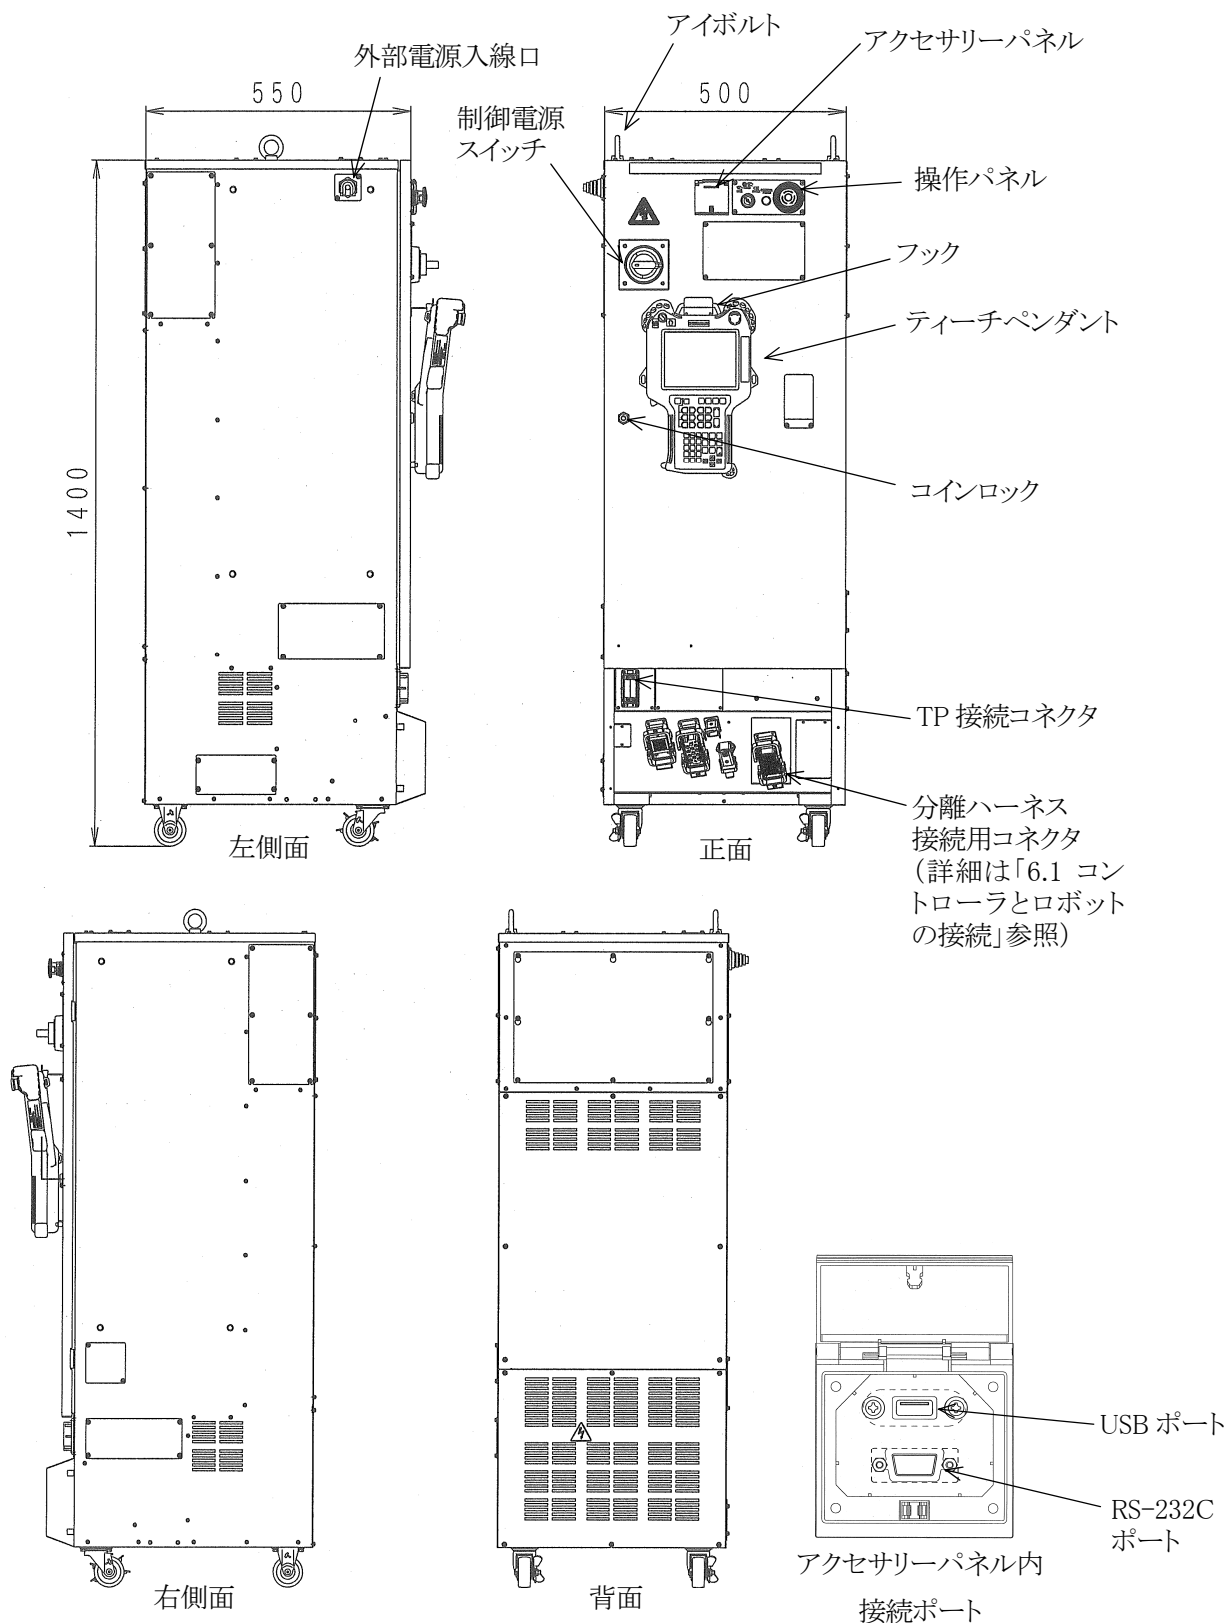 アイボルト
アクセサリーパネル
外部電源入線口
550
500
制御電源
スイッチ
操作パネル
フック
ティーチペンダント
1400
コインロック
TP 接続コネクタ
分離ハーネス
接続用コネクタ
（詳細は「6.1 コン
トローラとロボット
の接続」参照）
左側面
正面
USB ポート
RS-232C
ポート
アクセサリーパネル内
接続ポート
右側面
背面